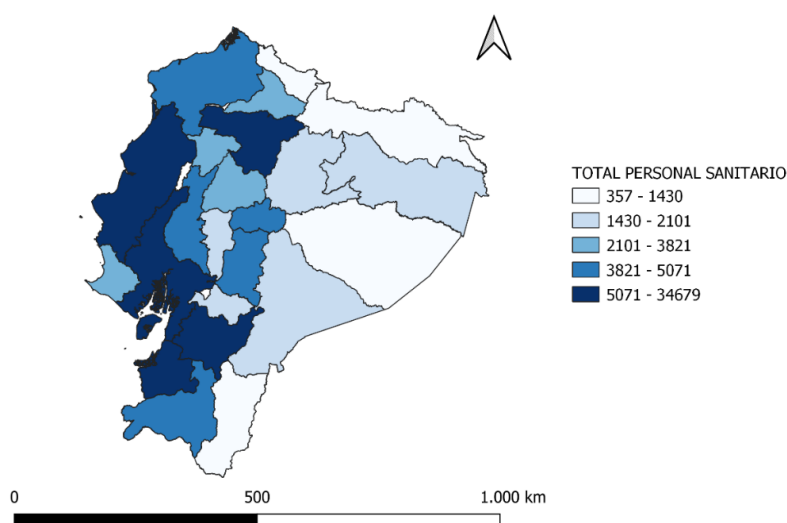 TOTAL PERSONAL SANITARIO
357 - 1430
1430 - 2101
2101 - 3821
3821 - 5071
5071 - 34679
0 500 1.000 km